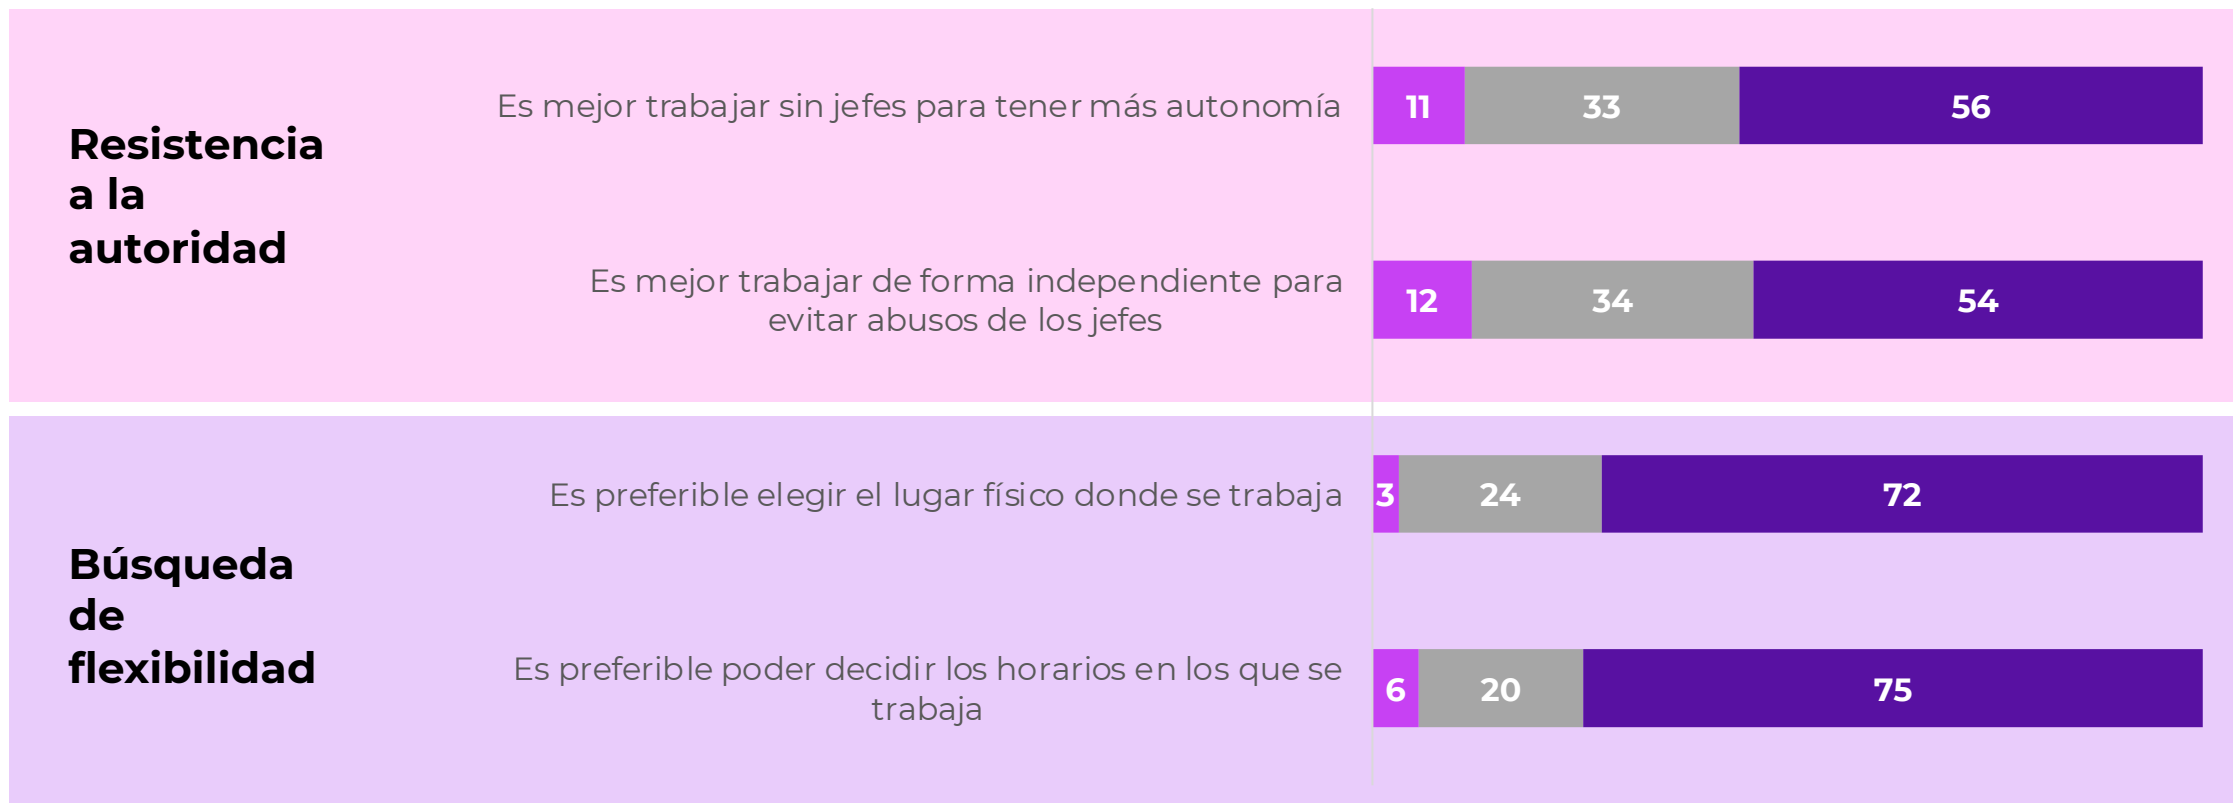 Resistencia
a la
autoridad
Es mejor trabajar sin jefes para tener más autonomía
11 33 56
Es mejor trabajar de forma independiente para
evitar abusos de los jefes
12 34 54
Búsqueda
de
flexibilidad
Es preferible elegir el lugar físico donde se trabaja
3 24 72
Es preferible poder decidir los horarios en los que se
trabaja
6 20 75